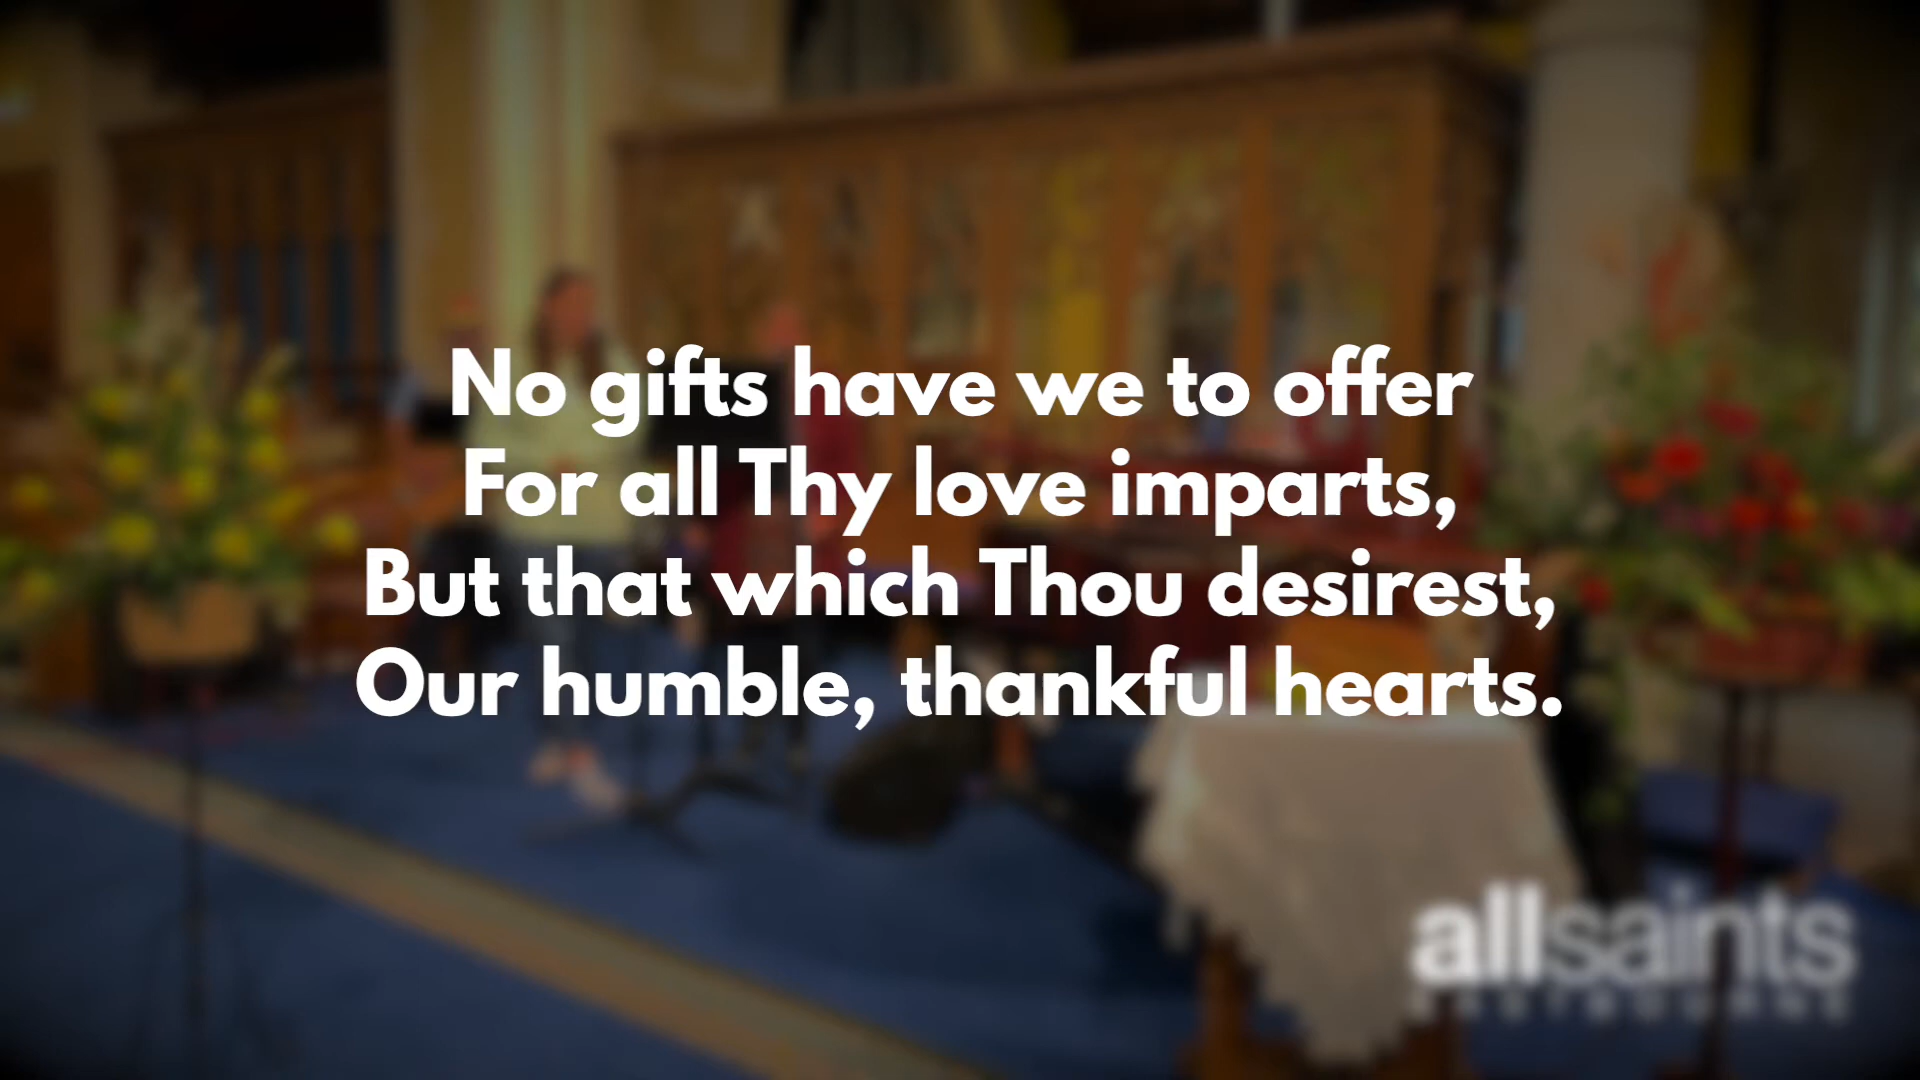 No gifts have we to offer
For all Thy love imparts,
But that which Thou desirest,
Our humble, thankful hearts.
allsaints
EASTBOURNE